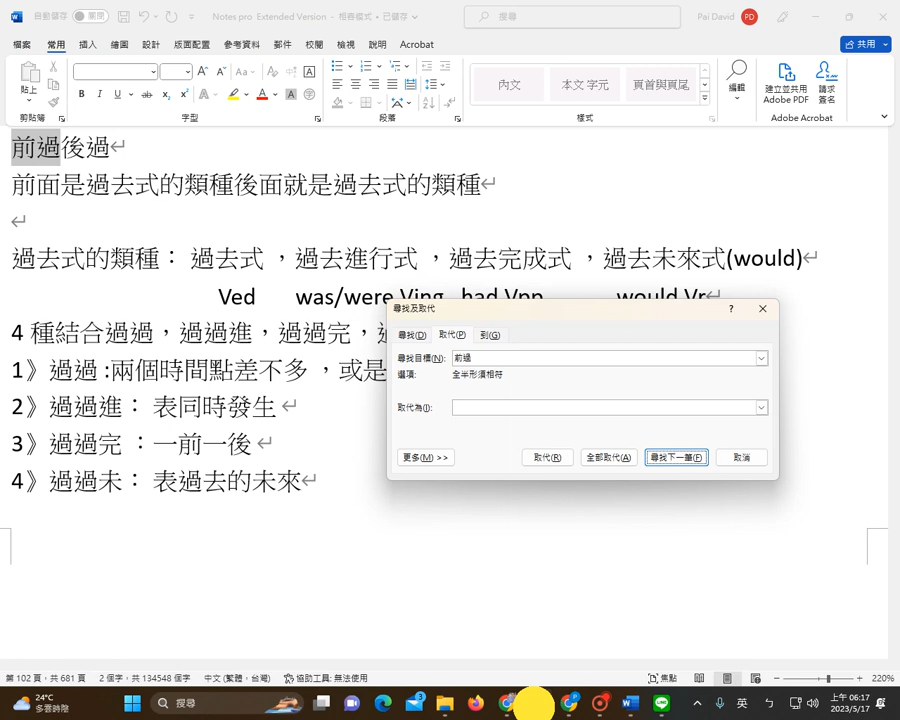 自動儲存 關閉 Notes pro Extended Version - 相容模式 • 已儲存 搜尋 Pai David PD
檔案 常用 插入 繪圖 設計 版面配置 參考資料 郵件 校閱 檢視 說明 Acrobat 共用
貼上 B I U ab x₂ x² A Aa A 內文 本文 字元 頁首與頁尾 編輯 建立並共用 Adobe PDF 請求 簽名
剪貼簿 字型 段落 樣式 Adobe Acrobat
前過後過
前面是過去式的類種後面就是過去式的類種
過去式的類種： 過去式 ，過去進行式 ，過去完成式 ，過去未來式(would)
Ved was/were Ving had Vpp would Vr
4 種結合過過，過過進，過過完，
1》過過 :兩個時間點差不多 ，或是
2》過過進： 表同時發生
3》過過完 ：一前一後
4》過過未： 表過去的未來
尋找及取代 ?
尋找(D) 取代(P) 到(G)
尋找目標(N): 前過
選項: 全半形須相符
取代為(I):
更多(M) >> 取代(R) 全部取代(A) 尋找下一筆(F) 取消
第 102 頁，共 681 頁 2 個字，共 134548 個字 中文 (繁體，台灣) 協助工具: 無法使用 焦點 220%
24°C
多雲時陰
搜尋 3 英 ㄅ
上午 06:17
2023/5/17